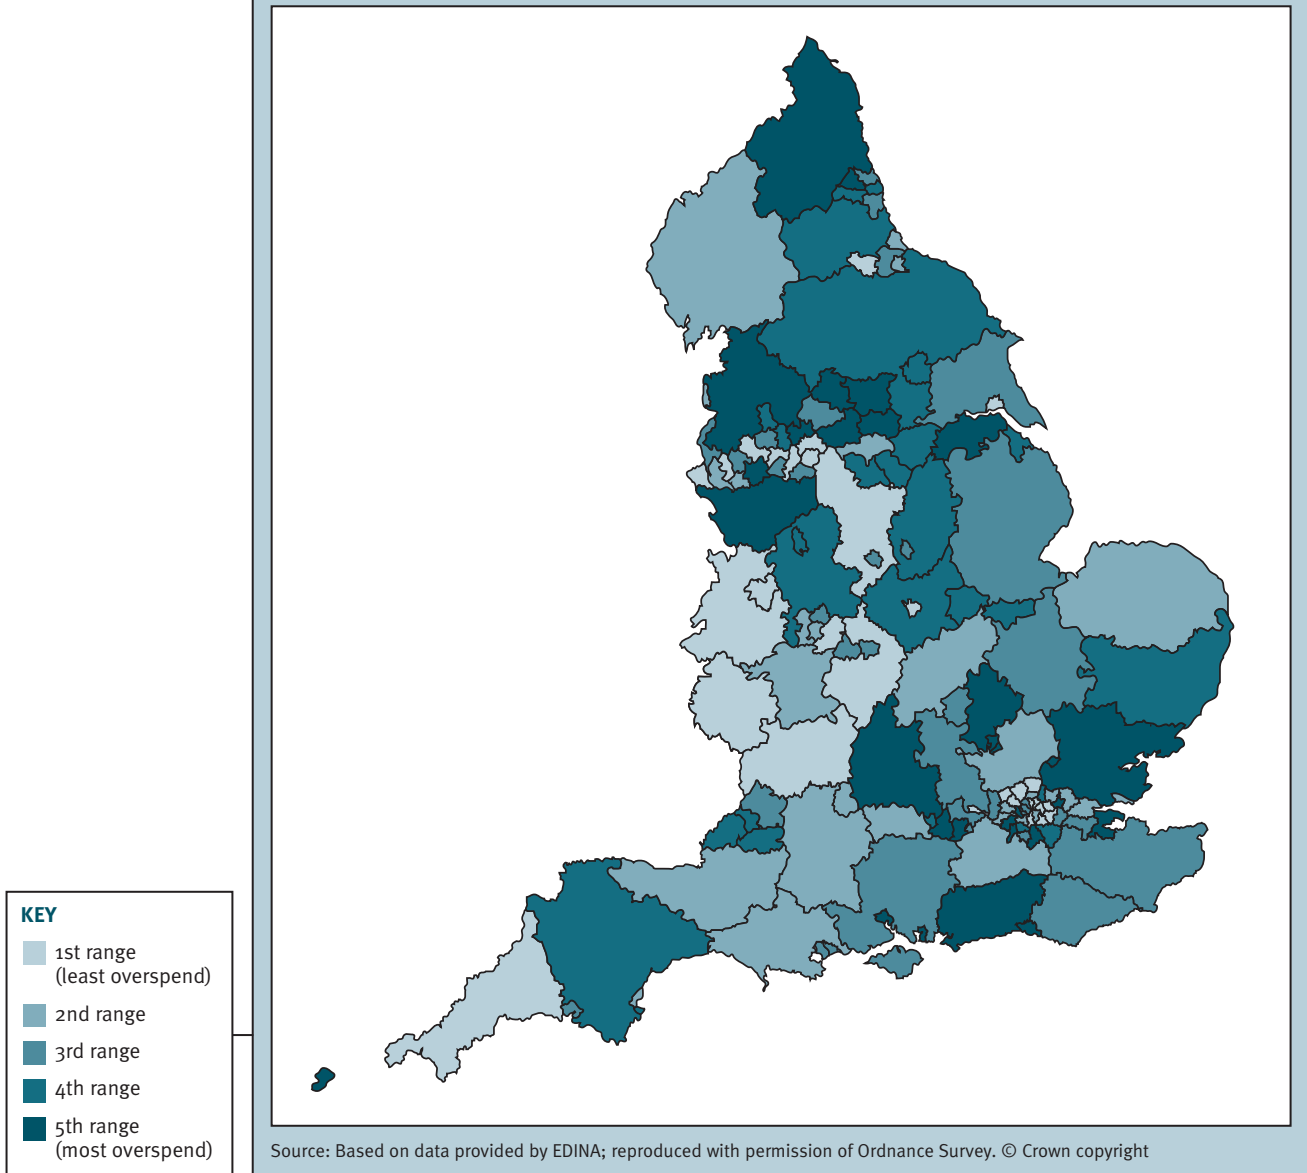 KEY
1st range
(least overspend)
2nd range
3rd range
4th range
5th range
(most overspend)
Source: Based on data provided by EDINA; reproduced with permission of Ordnance Survey. © Crown copyright